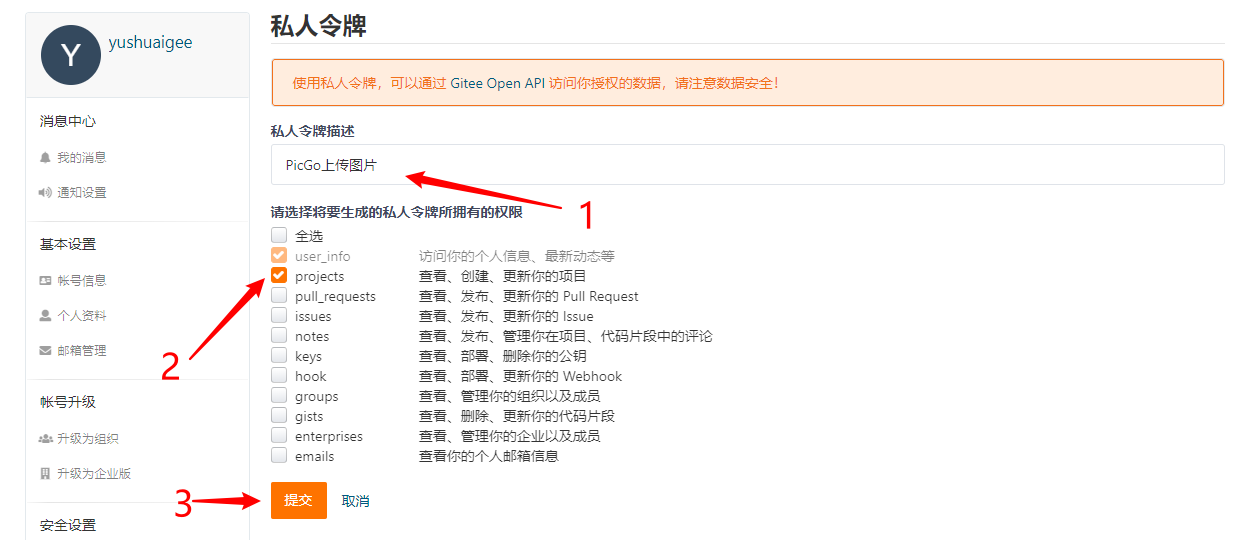 Y
yushuaigee
消息中心
我的消息
通知设置
基本设置
帐号信息
个人资料
邮箱管理
帐号升级
升级为组织
升级为企业版
安全设置
私人令牌
使用私人令牌，可以通过 Gitee Open API 访问你授权的数据，请注意数据安全！
私人令牌描述
PicGo上传图片
1
请选择将要生成的私人令牌所拥有的权限
全选
user_info 访问你的个人信息、最新动态等
projects 查看、创建、更新你的项目
pull_requests 查看、发布、更新你的 Pull Request
issues 查看、发布、更新你的 Issue
notes 查看、发布、管理你在项目、代码片段中的评论
keys 查看、部署、删除你的公钥
hook 查看、部署、更新你的 Webhook
groups 查看、管理你的组织以及成员
gists 查看、删除、更新你的代码片段
enterprises 查看、管理你的企业以及成员
emails 查看你的个人邮箱信息
2
3
提交 取消